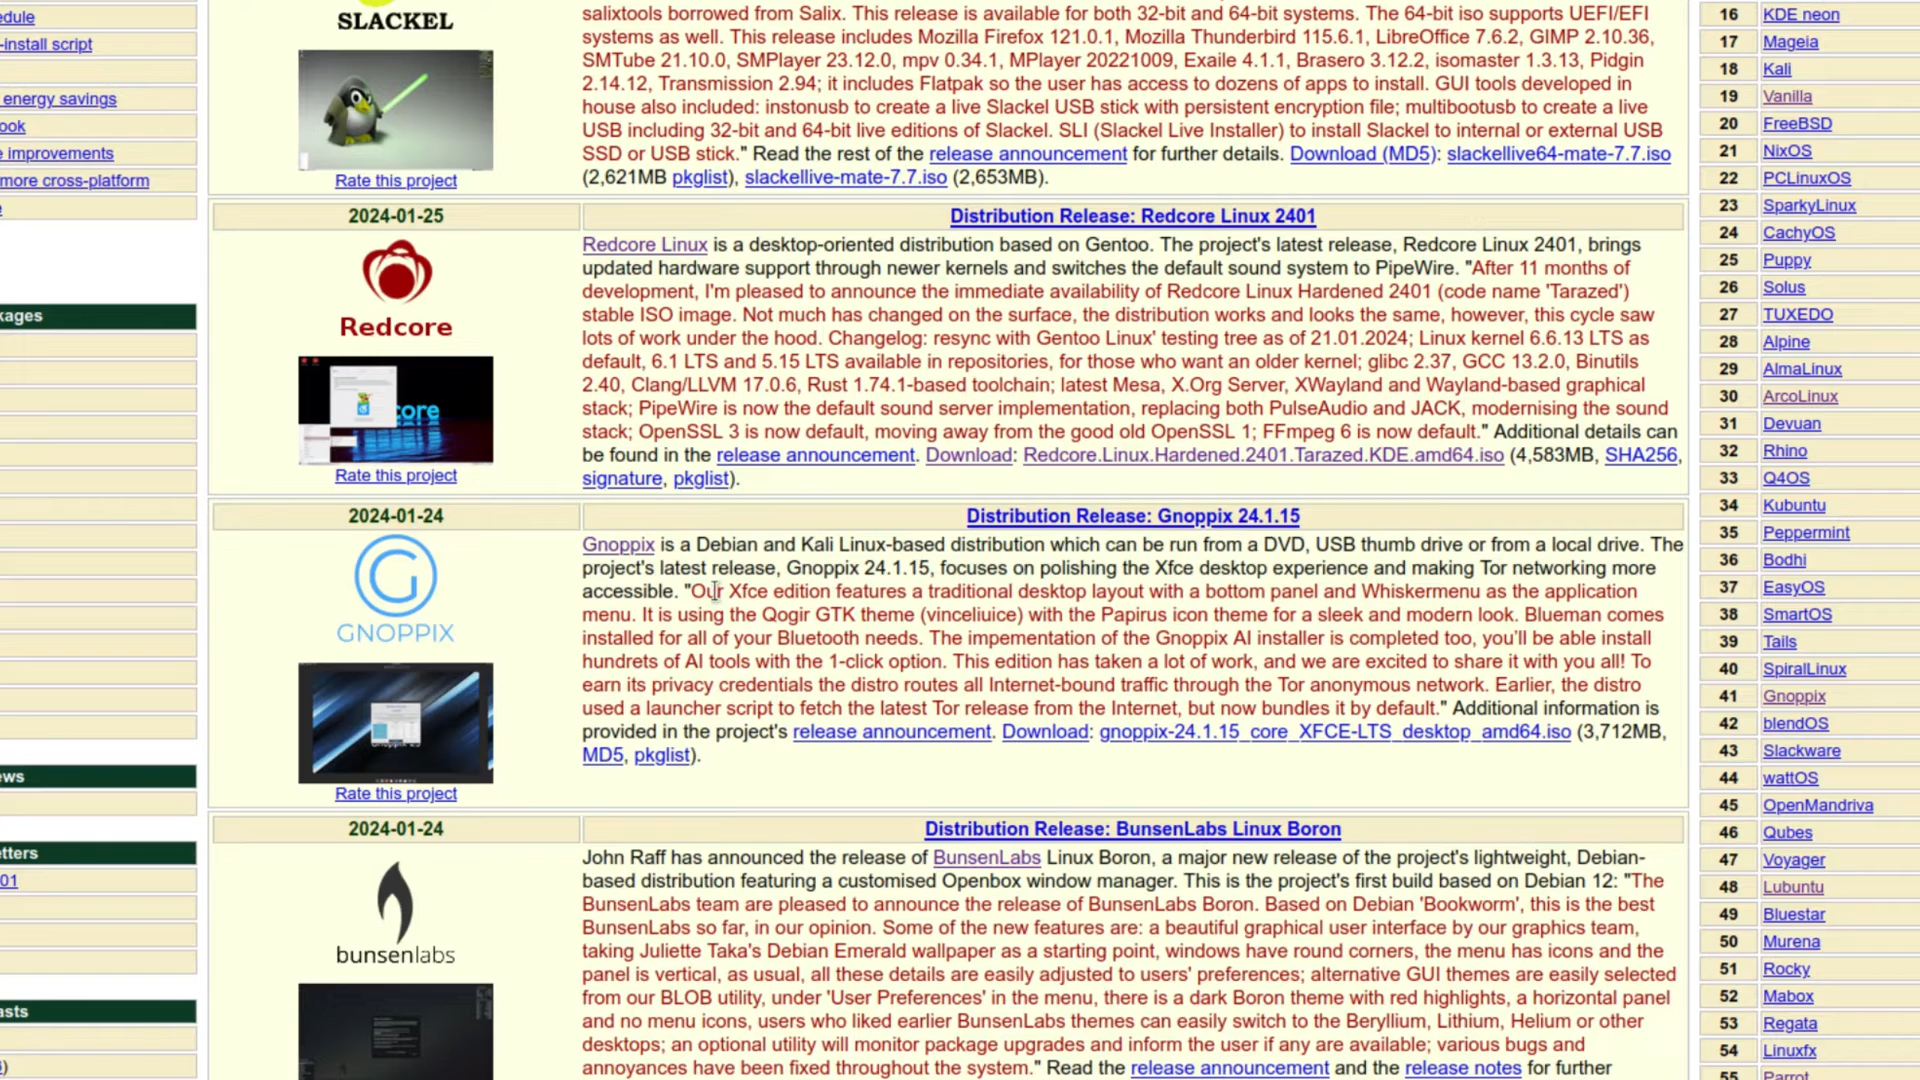 edule
-install script
energy savings
ook
e improvements
more cross-platform
e
kages
ews
etters
01
asts
)
SLACKEL
Rate this project
salixtools borrowed from Salix. This release is available for both 32-bit and 64-bit systems. The 64-bit iso supports UEFI/EFI
systems as well. This release includes Mozilla Firefox 121.0.1, Mozilla Thunderbird 115.6.1, LibreOffice 7.6.2, GIMP 2.10.36,
SMTube 21.10.0, SMPlayer 23.12.0, mpv 0.34.1, MPlayer 20221009, Exaile 4.1.1, Brasero 3.12.2, isomaster 1.3.13, Pidgin
2.14.12, Transmission 2.94; it includes Flatpak so the user has access to dozens of apps to install. GUI tools developed in
house also included: instonusb to create a live Slackel USB stick with persistent encryption file; multibootusb to create a live
USB including 32-bit and 64-bit live editions of Slackel. SLI (Slackel Live Installer) to install Slackel to internal or external USB
SSD or USB stick." Read the rest of the release announcement for further details. Download (MD5): slackellive64-mate-7.7.iso
(2,621MB pkglist), slackellive-mate-7.7.iso (2,653MB).
2024-01-25
Distribution Release: Redcore Linux 2401
Redcore
core
Rate this project
Redcore Linux is a desktop-oriented distribution based on Gentoo. The project's latest release, Redcore Linux 2401, brings
updated hardware support through newer kernels and switches the default sound system to PipeWire. "After 11 months of
development, I'm pleased to announce the immediate availability of Redcore Linux Hardened 2401 (code name 'Tarazed')
stable ISO image. Not much has changed on the surface, the distribution works and looks the same, however, this cycle saw
lots of work under the hood. Changelog: resync with Gentoo Linux' testing tree as of 21.01.2024; Linux kernel 6.6.13 LTS as
default, 6.1 LTS and 5.15 LTS available in repositories, for those who want an older kernel; glibc 2.37, GCC 13.2.0, Binutils
2.40, Clang/LLVM 17.0.6, Rust 1.74.1-based toolchain; latest Mesa, X.Org Server, XWayland and Wayland-based graphical
stack; PipeWire is now the default sound server implementation, replacing both PulseAudio and JACK, modernising the sound
stack; OpenSSL 3 is now default, moving away from the good old OpenSSL 1; FFmpeg 6 is now default." Additional details can
be found in the release announcement. Download: Redcore.Linux.Hardened.2401.Tarazed.KDE.amd64.iso (4,583MB, SHA256,
signature, pkglist).
2024-01-24
Distribution Release: Gnoppix 24.1.15
GNOPPIX
Rate this project
Gnoppix is a Debian and Kali Linux-based distribution which can be run from a DVD, USB thumb drive or from a local drive. The
project's latest release, Gnoppix 24.1.15, focuses on polishing the Xfce desktop experience and making Tor networking more
accessible. "Our Xfce edition features a traditional desktop layout with a bottom panel and Whiskermenu as the application
menu. It is using the Qogir GTK theme (vinceliuice) with the Papirus icon theme for a sleek and modern look. Blueman comes
installed for all of your Bluetooth needs. The impementation of the Gnoppix AI installer is completed too, you'll be able install
hundrets of AI tools with the 1-click option. This edition has taken a lot of work, and we are excited to share it with you all! To
earn its privacy credentials the distro routes all Internet-bound traffic through the Tor anonymous network. Earlier, the distro
used a launcher script to fetch the latest Tor release from the Internet, but now bundles it by default." Additional information is
provided in the project's release announcement. Download: gnoppix-24.1.15_core_XFCE-LTS_desktop_amd64.iso (3,712MB,
MD5, pkglist).
2024-01-24
Distribution Release: BunsenLabs Linux Boron
bunsenlabs
John Raff has announced the release of BunsenLabs Linux Boron, a major new release of the project's lightweight, Debian-
based distribution featuring a customised Openbox window manager. This is the project's first build based on Debian 12: "The
BunsenLabs team are pleased to announce the release of BunsenLabs Boron. Based on Debian 'Bookworm', this is the best
BunsenLabs so far, in our opinion. Some of the new features are: a beautiful graphical user interface by our graphics team,
taking Juliette Taka's Debian Emerald wallpaper as a starting point, windows have round corners, the menu has icons and the
panel is vertical, as usual, all these details are easily adjusted to users' preferences; alternative GUI themes are easily selected
from our BLOB utility, under 'User Preferences' in the menu, there is a dark Boron theme with red highlights, a horizontal panel
and no menu icons, users who liked earlier BunsenLabs themes can easily switch to the Beryllium, Lithium, Helium or other
desktops; an optional utility will monitor package upgrades and inform the user if any are available; various bugs and
annoyances have been fixed throughout the system." Read the release announcement and the release notes for further
16 KDE neon
17 Mageia
18 Kali
19 Vanilla
20 FreeBSD
21 NixOS
22 PCLinuxOS
23 SparkyLinux
24 CachyOS
25 Puppy
26 Solus
27 TUXEDO
28 Alpine
29 AlmaLinux
30 ArcoLinux
31 Devuan
32 Rhino
33 Q4OS
34 Kubuntu
35 Peppermint
36 Bodhi
37 EasyOS
38 SmartOS
39 Tails
40 SpiralLinux
41 Gnoppix
42 blendOS
43 Slackware
44 wattOS
45 OpenMandriva
46 Qubes
47 Voyager
48 Lubuntu
49 Bluestar
50 Murena
51 Rocky
52 Mabox
53 Regata
54 Linuxfx
55 Parrot